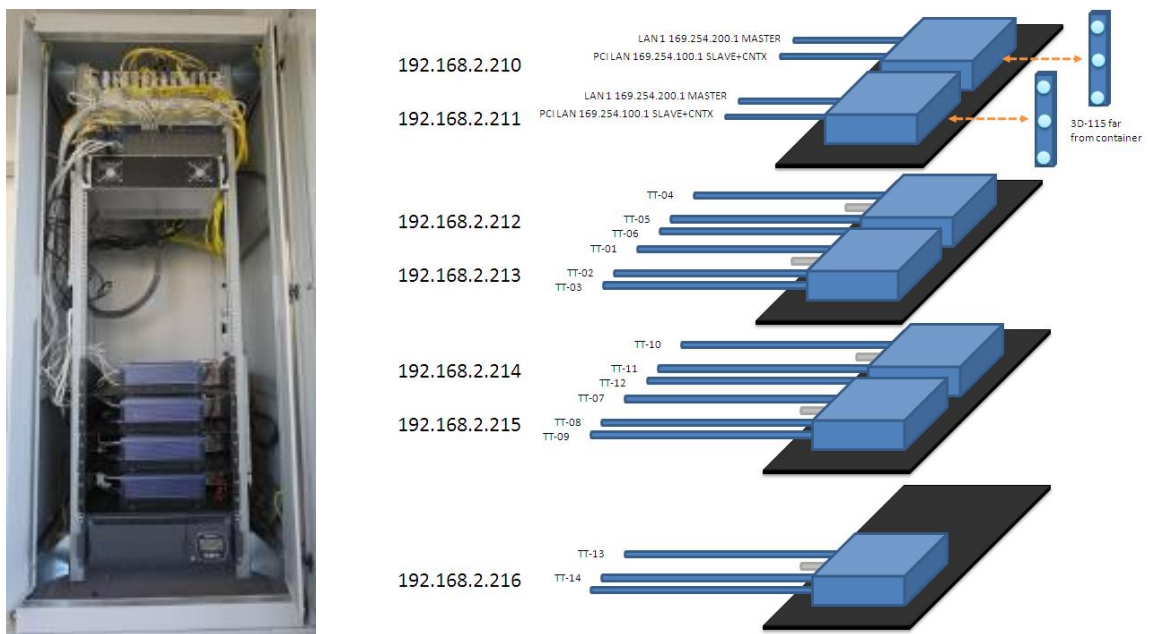 LAN 1 169.254.200.1 MASTER
192.168.2.210
PCI LAN 169.254.100.1 SLAVE+CNTX
LAN 1 169.254.200.1 MASTER
192.168.2.211
PCI LAN 169.254.100.1 SLAVE+CNTX
3D-115 far
from container
TT-04
192.168.2.212
TT-05
TT-06
TT-01
192.168.2.213
TT-02
TT-03
TT-10
192.168.2.214
TT-11
TT-12
TT-07
192.168.2.215
TT-08
TT-09
TT-13
192.168.2.216
TT-14